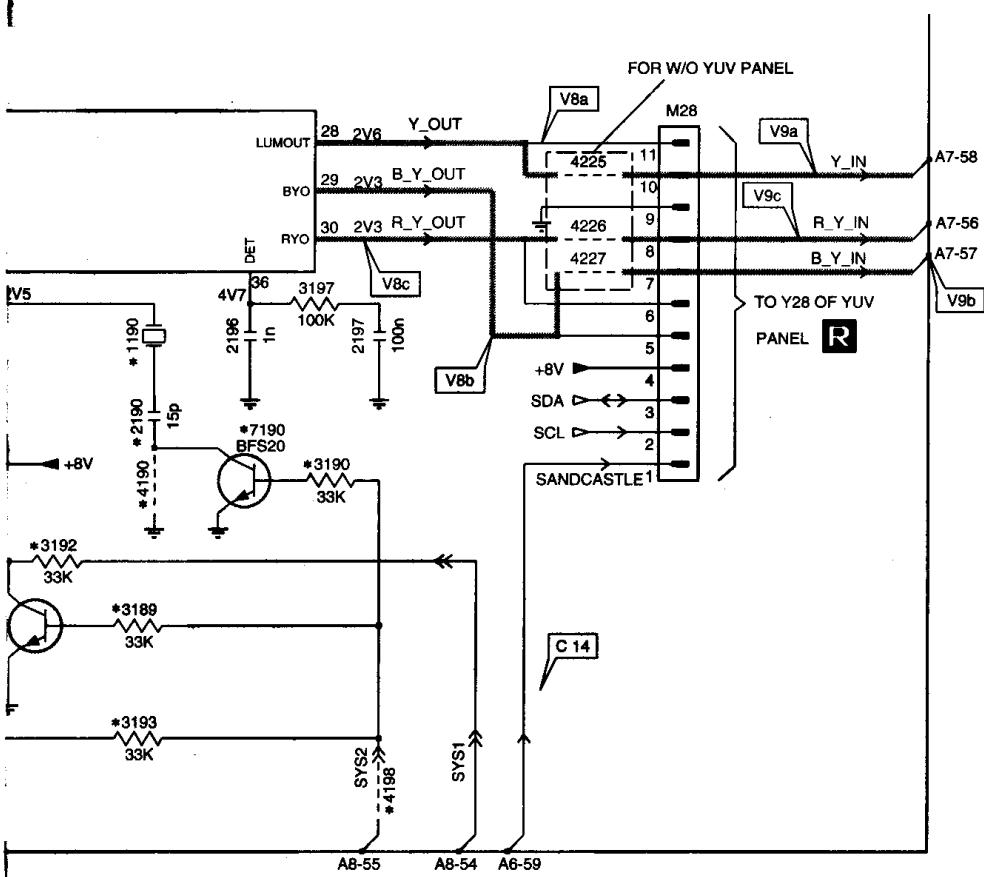 FOR W/O YUV PANEL
V8a
M28
V9a
LUMOUT
28
2V6
Y_OUT
4225
11
Y_IN
A7-58
29
2V3
B_Y_OUT
BYO
10
V9c
30
2V3
R_Y_OUT
RYO
4226
9
R_Y_IN
A7-56
DET
4227
8
B_Y_IN
A7-57
36
V8c
7
V9b
4V7
3197
100K
2196
1n
2197
100n
6
TO Y28 OF YUV
PANEL R
*1190
V8b
5
+8V
4
SDA
3
SCL
2
SANDCASTLE
1
*2190
15p
*7190
BFS20
+8V
*4190
*3190
33K
*3192
33K
*3189
33K
C 14
*3193
33K
SYS2
*4198
SYS1
A8-55
A8-54
A6-59